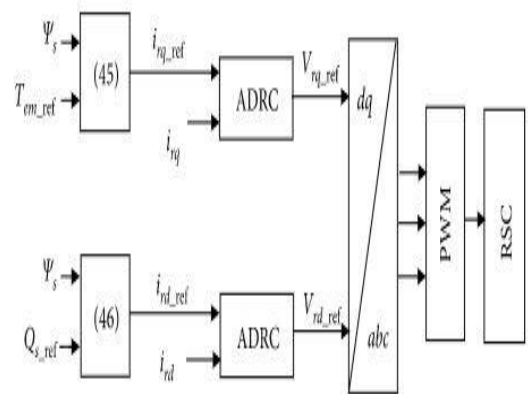 Ψs
Tem_ref
(45)
irq_ref
irq
ADRC
Vrq_ref
dq
abc
PWM
RSC
Ψs
Qs_ref
(46)
ird_ref
ird
ADRC
Vrd_ref